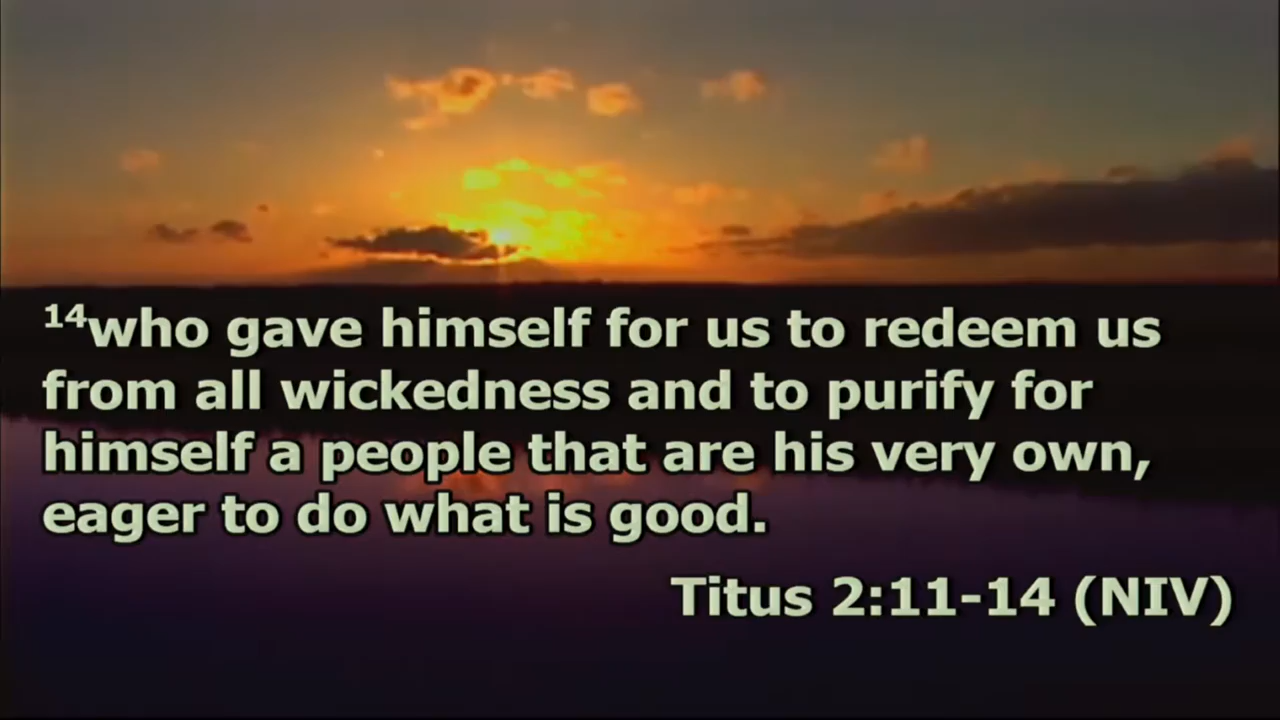 14who gave himself for us to redeem us
from all wickedness and to purify for
himself a people that are his very own,
eager to do what is good.
Titus 2:11-14 (NIV)